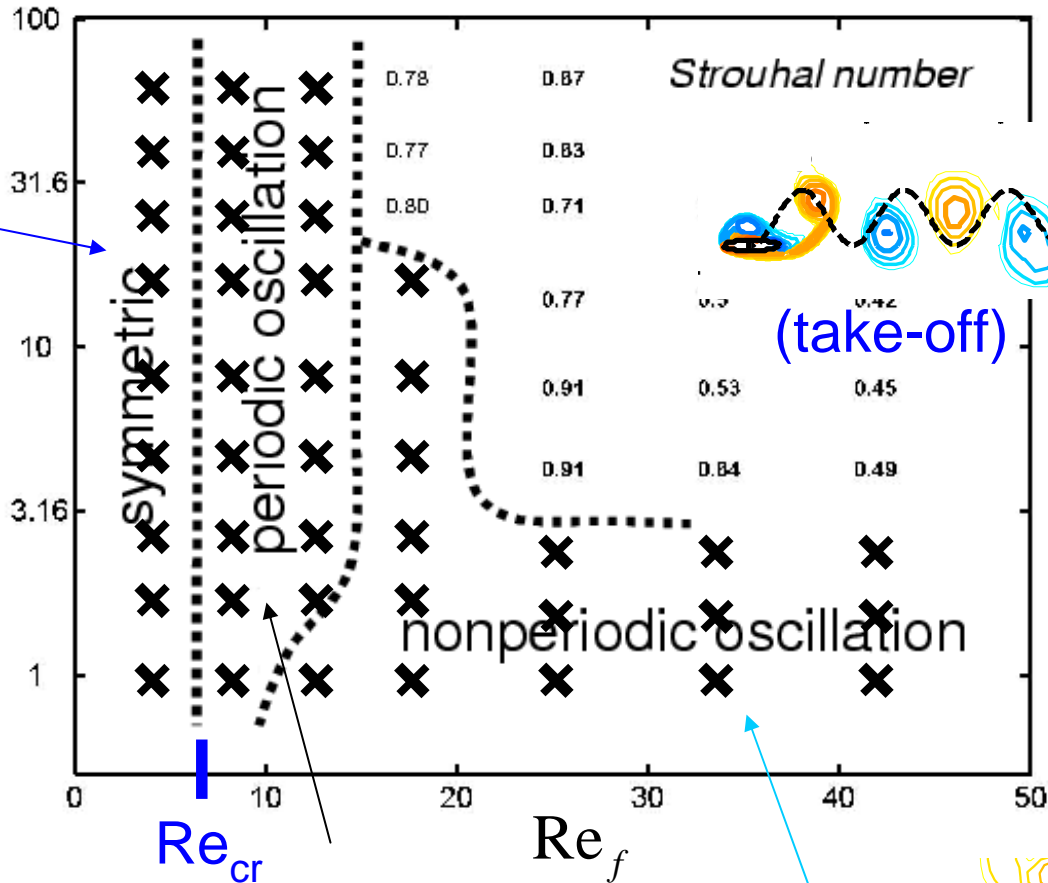 100
0.78 0.87 Strouhal number
0.77 0.83
31.6
0.80 0.71
symmetric
periodic oscillation
0.77 0.42
(take-off)
10
0.91 0.53 0.45
0.91 0.64 0.49
3.16
nonperiodic oscillation
1
0 10 20 30 40 50
Re_cr Re_f